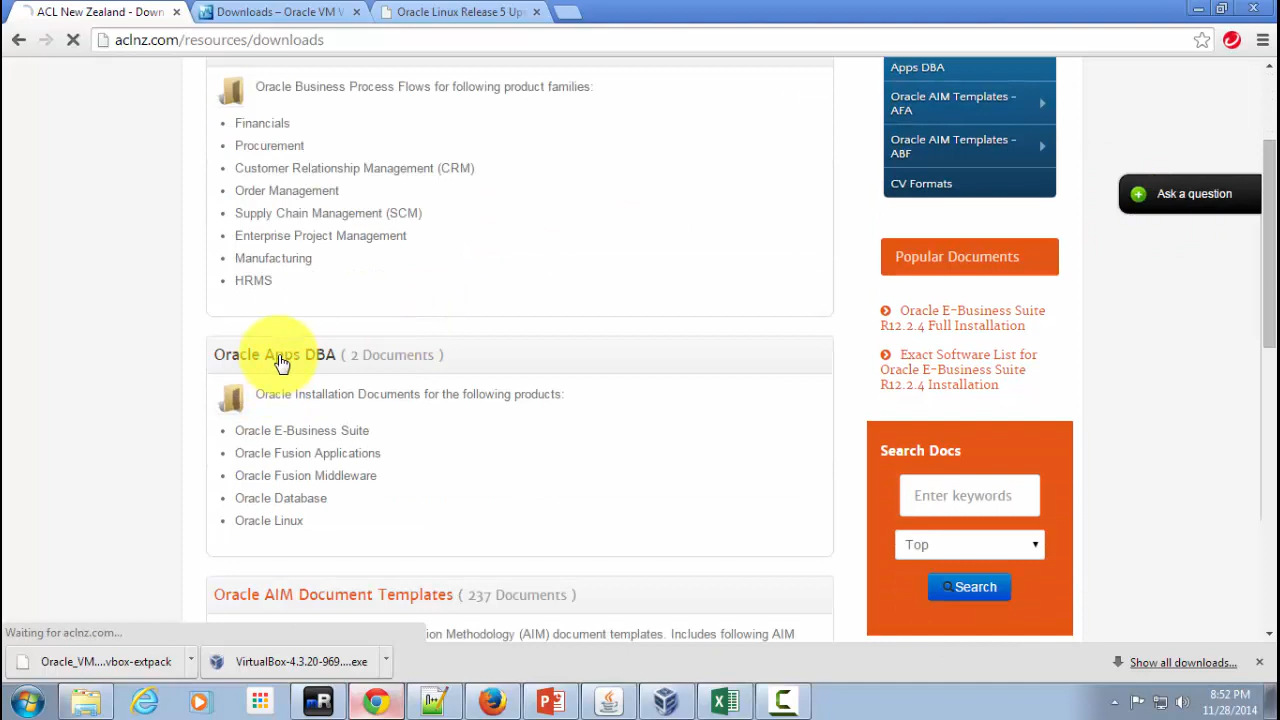 ACL New Zealand - Down
Downloads – Oracle VM V
Oracle Linux Release 5 Up
aclnz.com/resources/downloads
Oracle Business Process Flows for following product families:
Financials
Procurement
Customer Relationship Management (CRM)
Order Management
Supply Chain Management (SCM)
Enterprise Project Management
Manufacturing
HRMS
Oracle Apps DBA ( 2 Documents )
Oracle Installation Documents for the following products:
Oracle E-Business Suite
Oracle Fusion Applications
Oracle Fusion Middleware
Oracle Database
Oracle Linux
Oracle AIM Document Templates ( 237 Documents )
ion Methodology (AIM) document templates. Includes following AIM
Apps DBA
Oracle AIM Templates -
AFA
Oracle AIM Templates -
ABF
CV Formats
Popular Documents
Oracle E-Business Suite
R12.2.4 Full Installation
Exact Software List for
Oracle E-Business Suite
R12.2.4 Installation
Search Docs
Enter keywords
Top
Search
Ask a question
Waiting for aclnz.com...
Oracle_VM....vbox-extpack
VirtualBox-4.3.20-969....exe
Show all downloads...
8:52 PM
11/28/2014